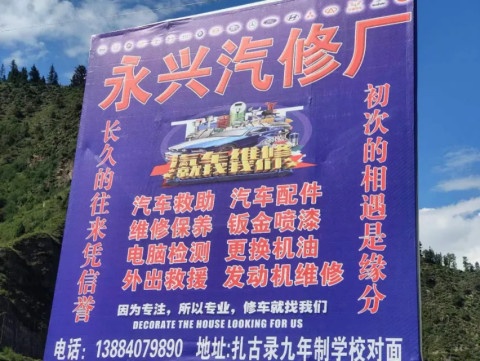 永兴汽修厂
初次的相遇是缘分
长久的往来凭信誉
汽车救助 汽车配件
维修保养 钣金喷漆
电脑检测 更换机油
外出救援 发动机维修
因为专注，所以专业，修车就找我们
DECORATE THE HOUSE LOOKING FOR US
电话：13884079890 地址:扎古录九年制学校对面